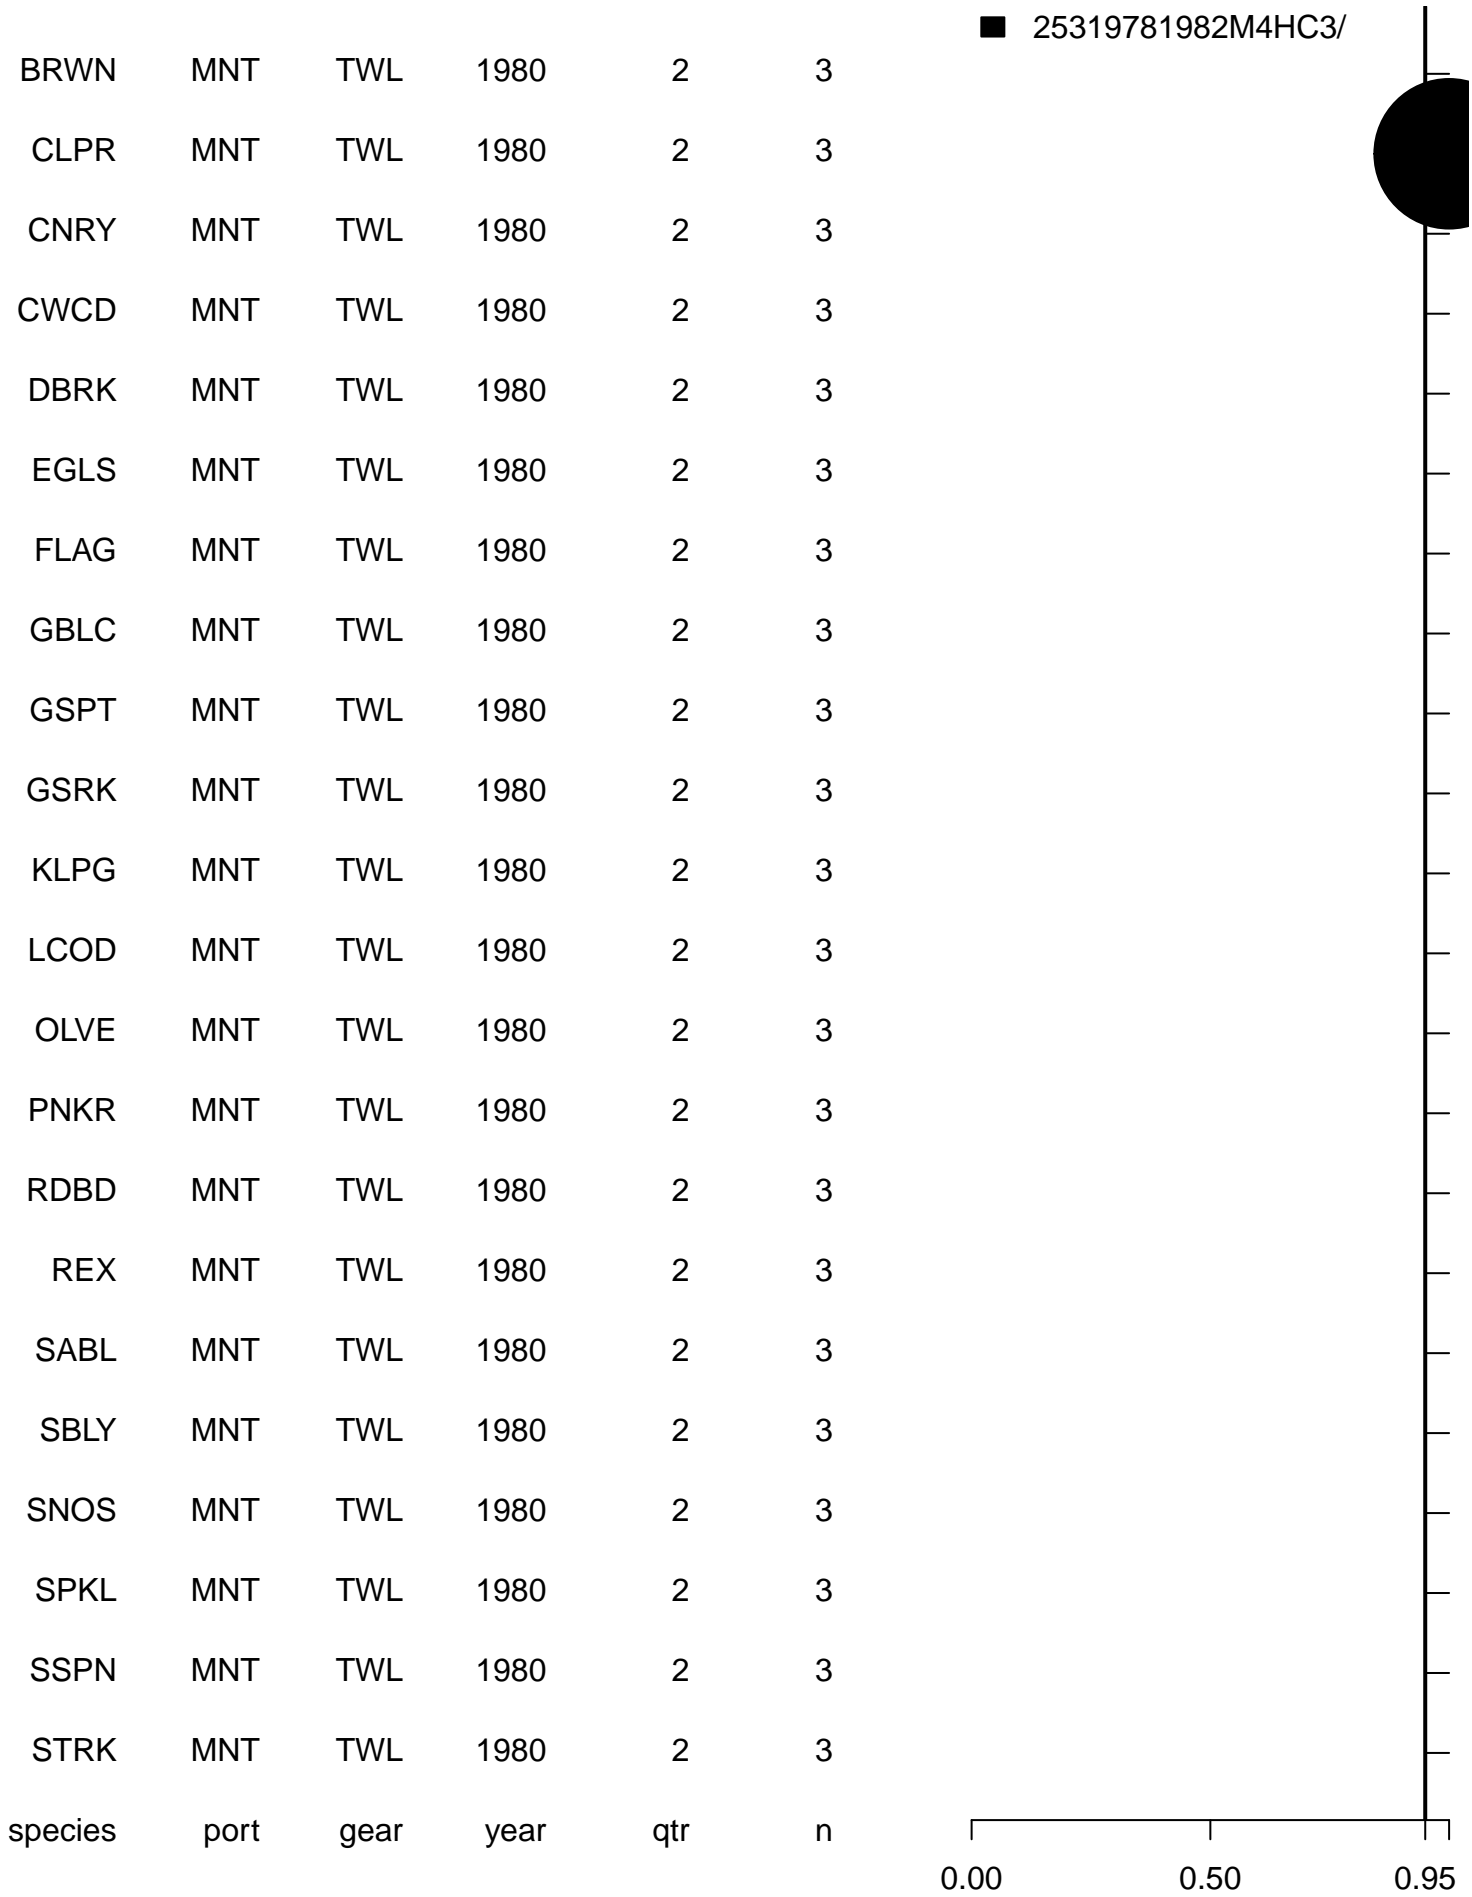 25319781982M4HC3/
BRWN MNT TWL 1980 2 3
CLPR MNT TWL 1980 2 3
CNRY MNT TWL 1980 2 3
CWCD MNT TWL 1980 2 3
DBRK MNT TWL 1980 2 3
EGLS MNT TWL 1980 2 3
FLAG MNT TWL 1980 2 3
GBLC MNT TWL 1980 2 3
GSPT MNT TWL 1980 2 3
GSRK MNT TWL 1980 2 3
KLPG MNT TWL 1980 2 3
LCOD MNT TWL 1980 2 3
OLVE MNT TWL 1980 2 3
PNKR MNT TWL 1980 2 3
RDBD MNT TWL 1980 2 3
REX MNT TWL 1980 2 3
SABL MNT TWL 1980 2 3
SBLY MNT TWL 1980 2 3
SNOS MNT TWL 1980 2 3
SPKL MNT TWL 1980 2 3
SSPN MNT TWL 1980 2 3
STRK MNT TWL 1980 2 3
species port gear year qtr n
0.00 0.50 0.95